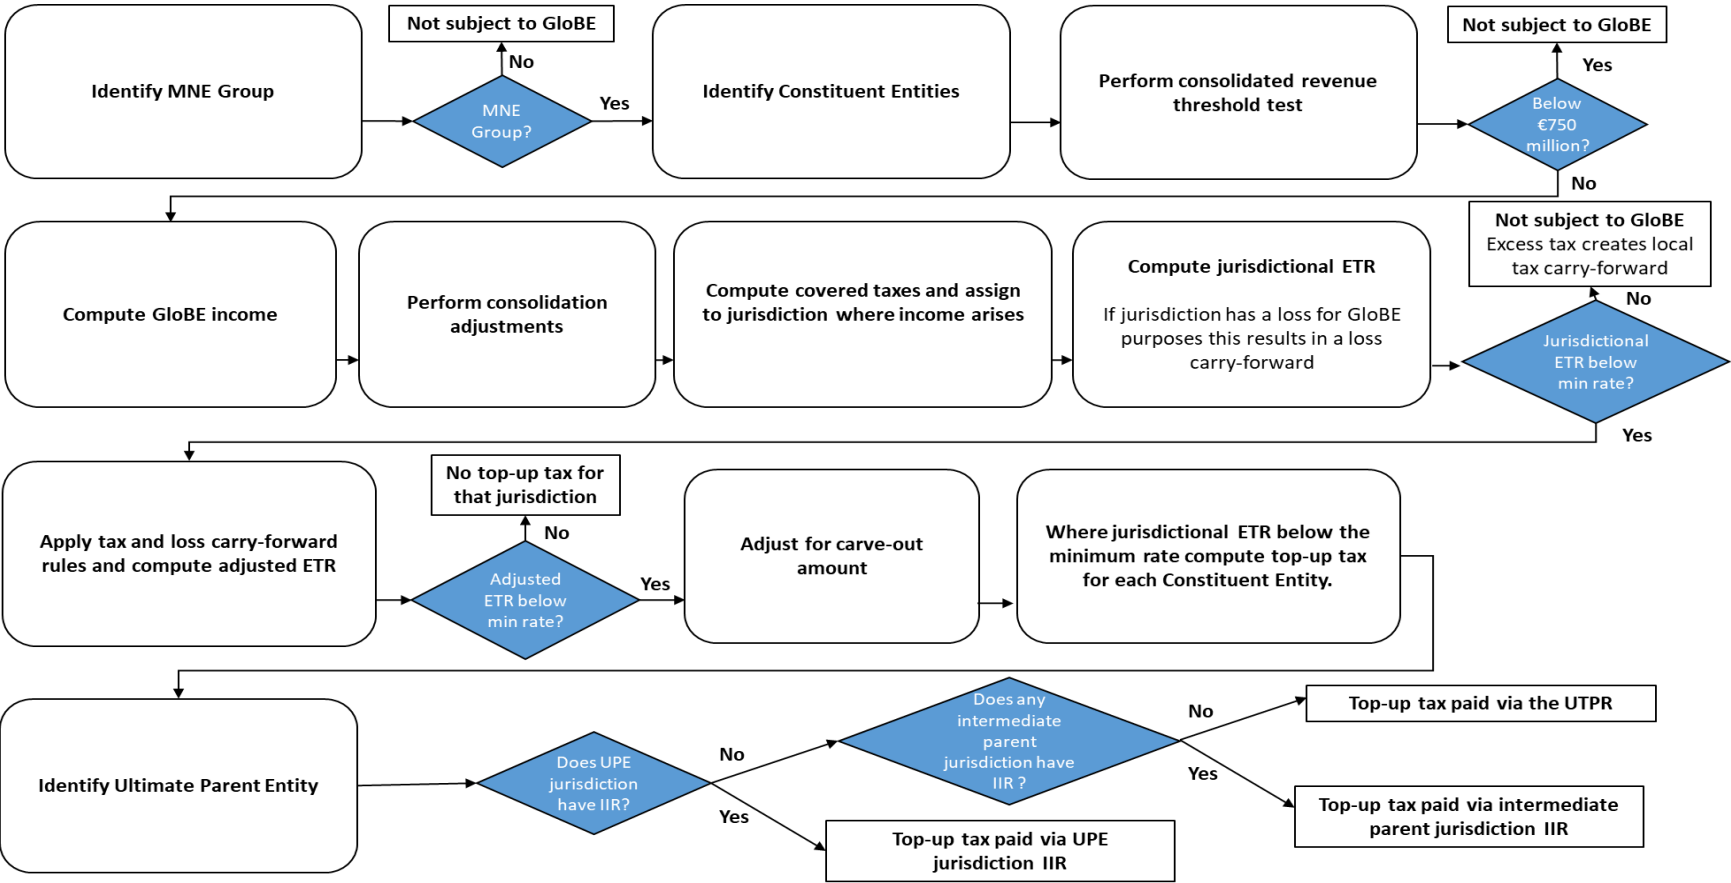 Identify MNE Group
Not subject to GloBE
No
MNE
Group?
Yes
Identify Constituent Entities
Perform consolidated revenue
threshold test
Not subject to GloBE
Yes
Below
€750
million?
No
Compute GloBE income
Perform consolidation
adjustments
Compute covered taxes and assign
to jurisdiction where income arises
Compute jurisdictional ETR
If jurisdiction has a loss for GloBE
purposes this results in a loss
carry-forward
Not subject to GloBE
Excess tax creates local
tax carry-forward
No
Jurisdictional
ETR below
min rate?
Yes
Apply tax and loss carry-forward
rules and compute adjusted ETR
No top-up tax for
that jurisdiction
No
Adjusted
ETR below
min rate?
Yes
Adjust for carve-out
amount
Where jurisdictional ETR below the
minimum rate compute top-up tax
for each Constituent Entity.
Identify Ultimate Parent Entity
Does UPE
jurisdiction
have IIR?
No
Yes
Top-up tax paid via UPE
jurisdiction IIR
Does any
intermediate
parent
jurisdiction have
IIR ?
No
Yes
Top-up tax paid via the UTPR
Top-up tax paid via intermediate
parent jurisdiction IIR